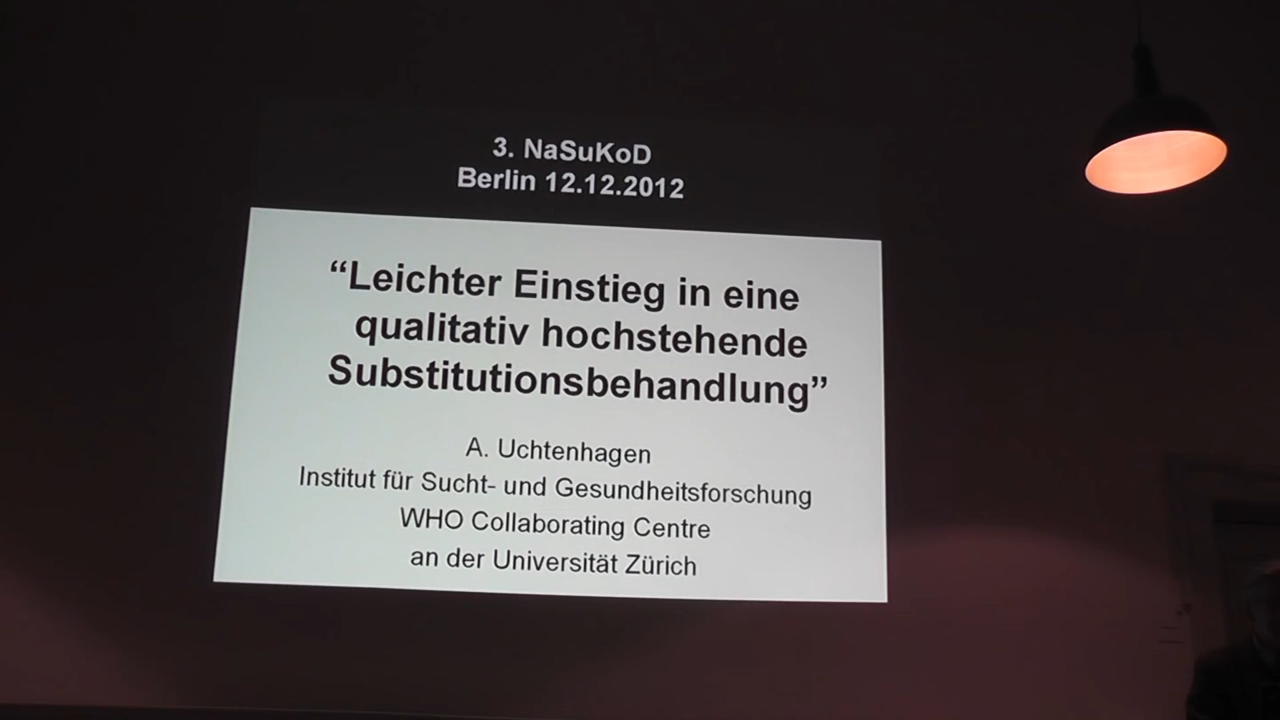 3. NaSuKoD
Berlin 12.12.2012
“Leichter Einstieg in eine
qualitativ hochstehende
Substitutionsbehandlung”
A. Uchtenhagen
Institut für Sucht- und Gesundheitsforschung
WHO Collaborating Centre
an der Universität Zürich